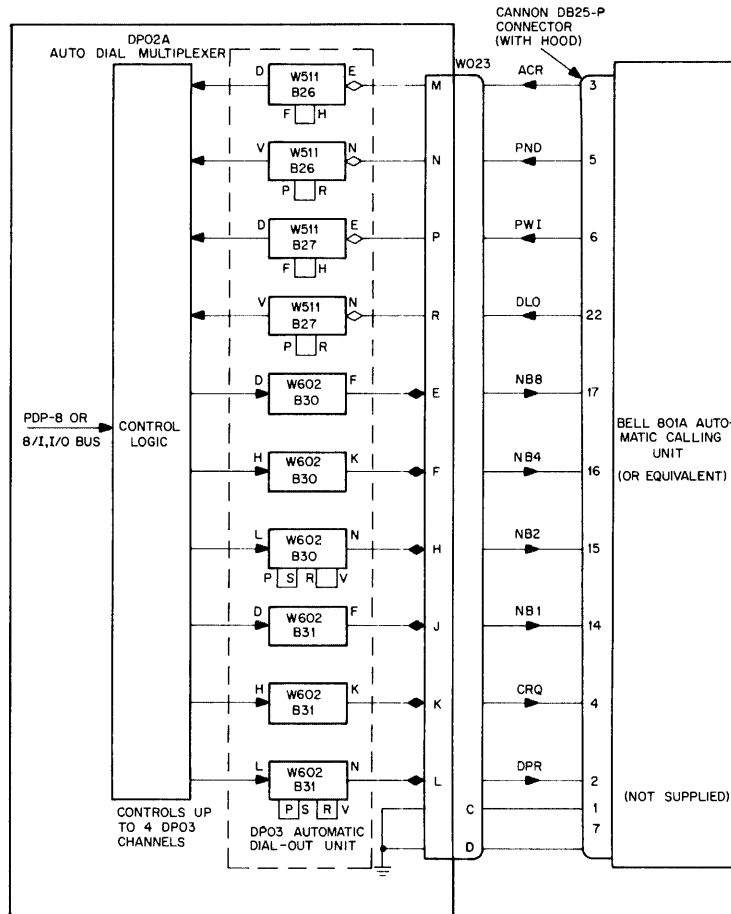 CANNON DB25-P
CONNECTOR
(WITH HOOD)
DP02A
AUTO DIAL MULTIPLEXER
W023
D W511 E M ACR 3
B26
F H
V W511 N N PND 5
B26
P R
D W511 E P PWI 6
B27
F H
V W511 N R DLO 22
B27
P R
D W602 F E NB8 17
B30
PDP-8 OR
8/I,I/O BUS
CONTROL
LOGIC
BELL 801A AUTO-
MATIC CALLING
UNIT
(OR EQUIVALENT)
H W602 K F NB4 16
B30
L W602 N H NB2 15
B30
P S R V
D W602 F J NB1 14
B31
H W602 K K CRQ 4
B31
L W602 N L DPR 2
B31
P S R V
C 1
7
D
(NOT SUPPLIED)
CONTROLS UP
TO 4 DP03
CHANNELS
DP03 AUTOMATIC
DIAL-OUT UNIT